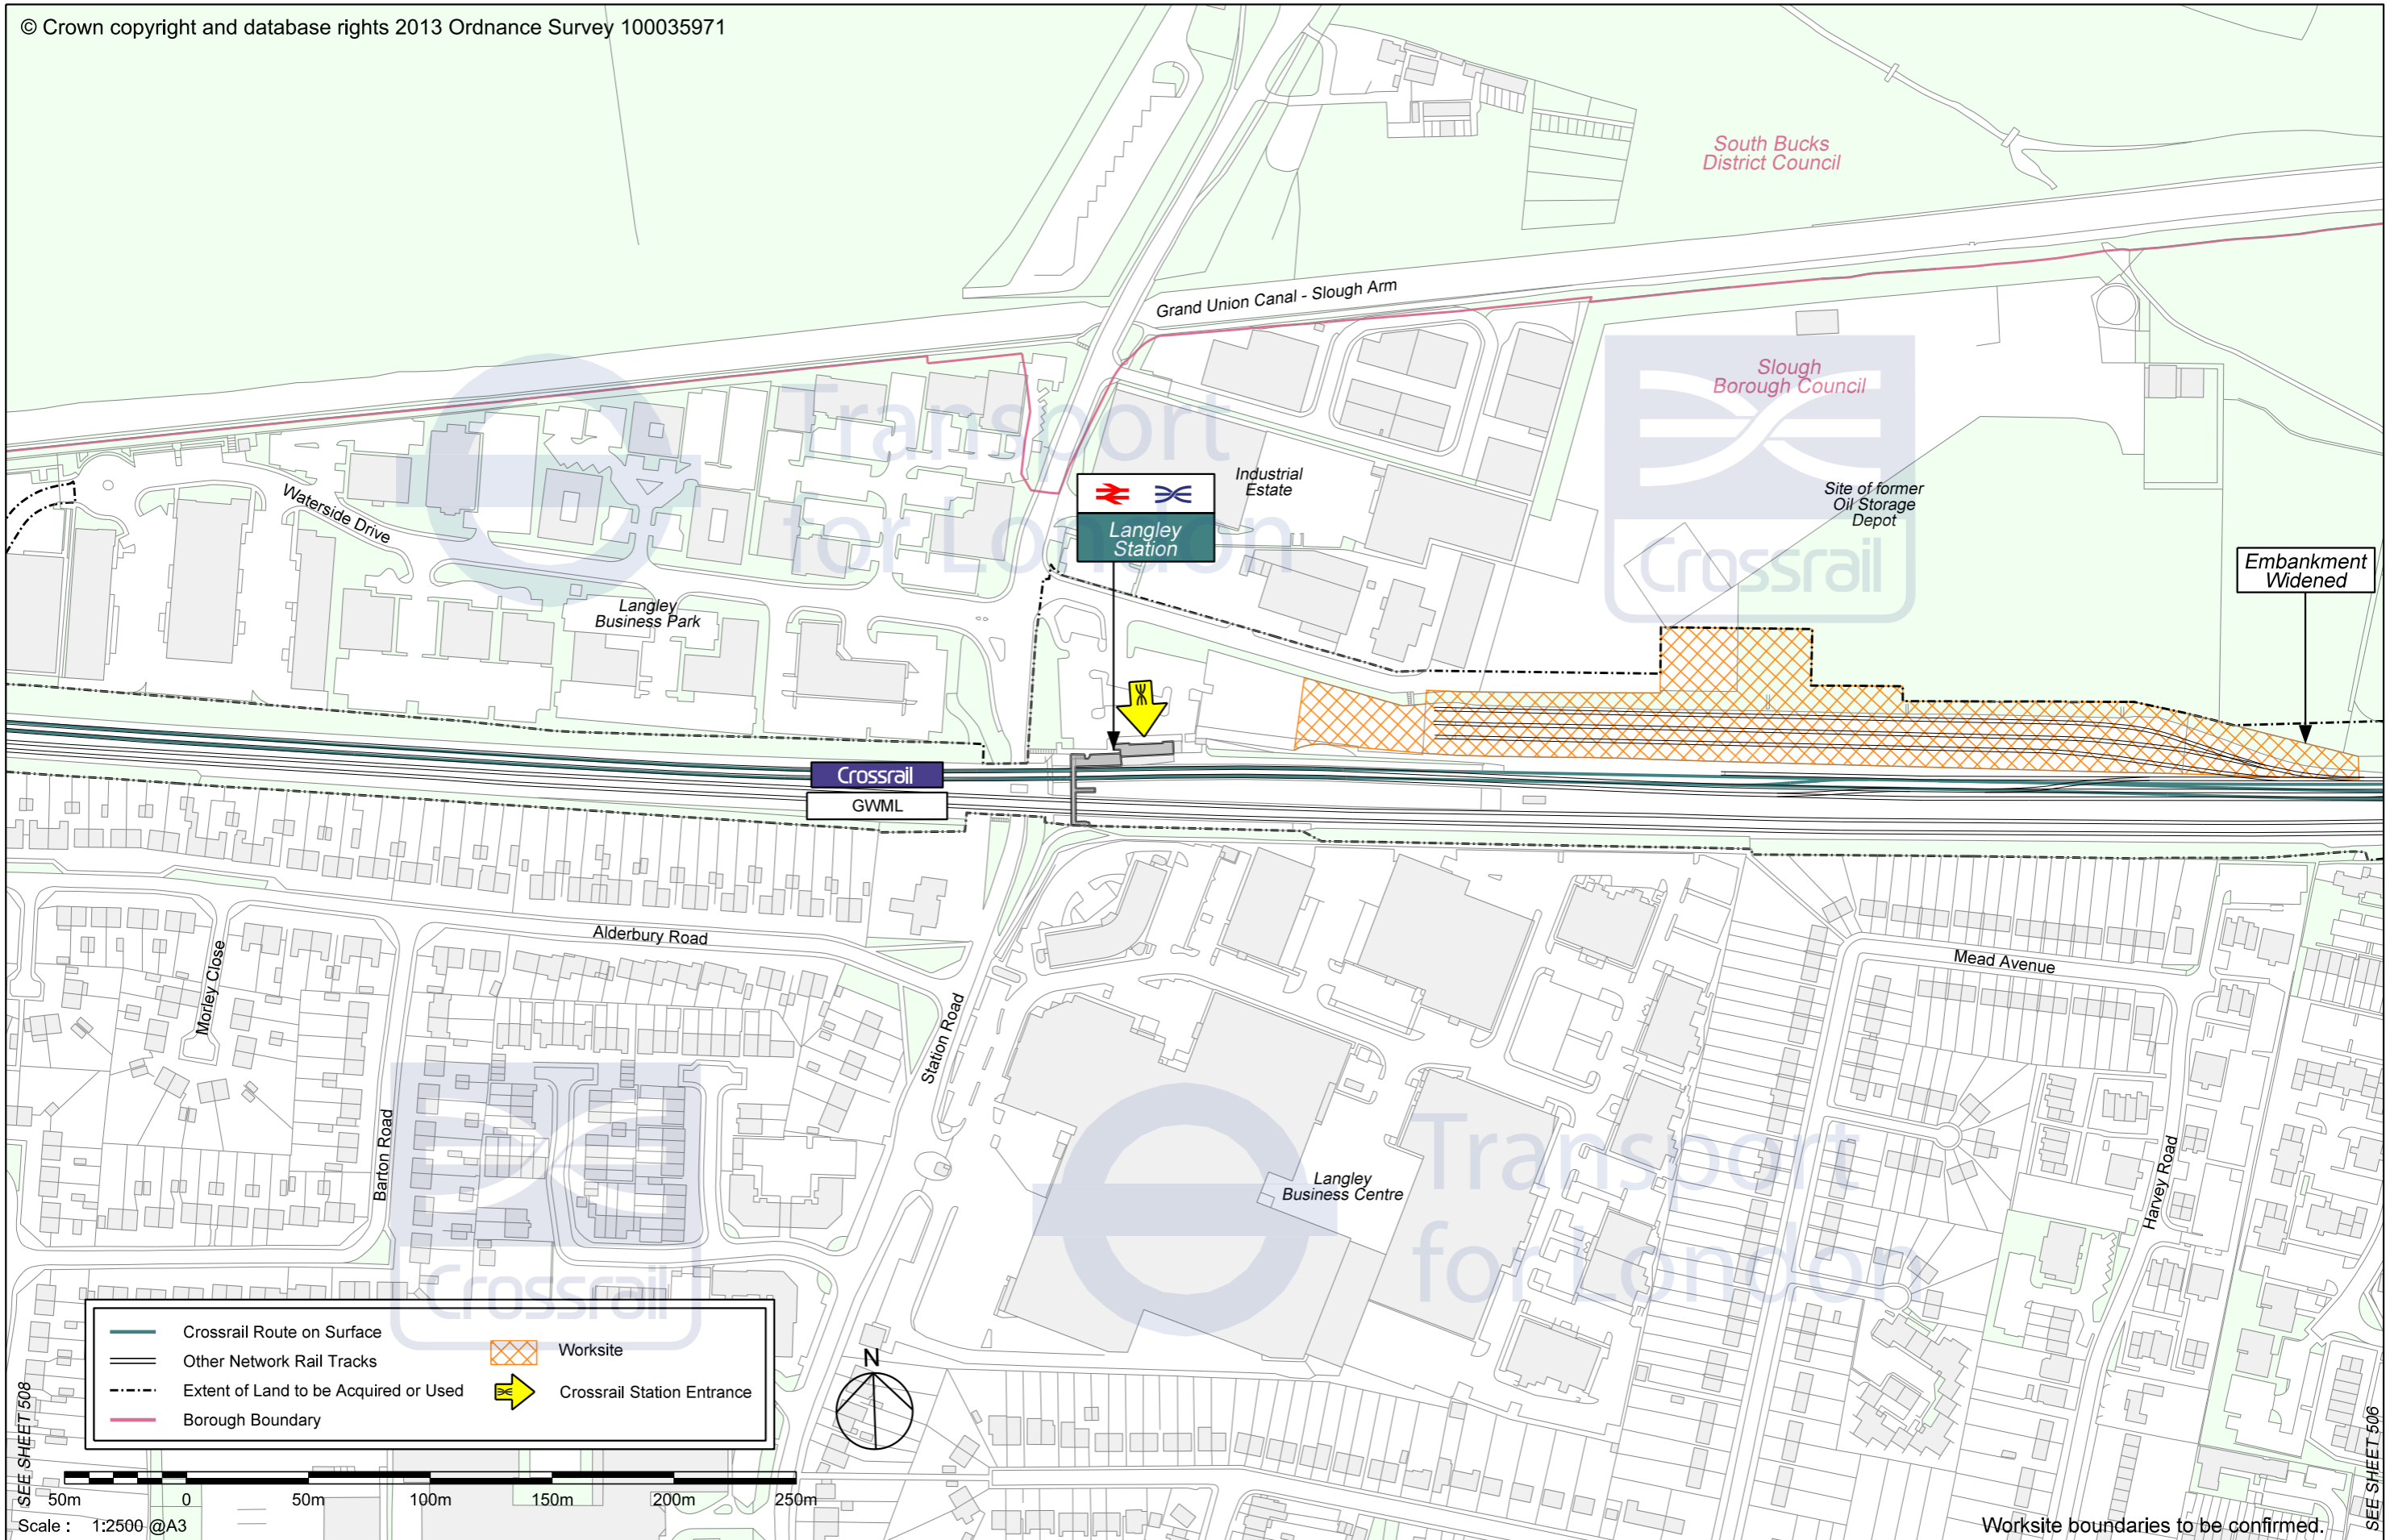 © Crown copyright and database rights 2013 Ordnance Survey 100035971
South Bucks
District Council
Grand Union Canal - Slough Arm
Slough
Borough Council
Transport
for London
Crossrail
Industrial
Estate
Site of former
Oil Storage
Depot
Waterside Drive
Langley
Station
Embankment
Widened
Langley
Business Park
Crossrail
GWML
Alderbury Road
Morley Close
Mead Avenue
Station Road
Barton Road
Harvey Road
Transport
for London
Langley
Business Centre
Crossrail
Crossrail Route on Surface
Other Network Rail Tracks
Extent of Land to be Acquired or Used
Borough Boundary
Worksite
Crossrail Station Entrance
N
SEE SHEET 508
SEE SHEET 506
50m 0 50m 100m 150m 200m 250m
Scale : 1:2500 @A3
Worksite boundaries to be confirmed.